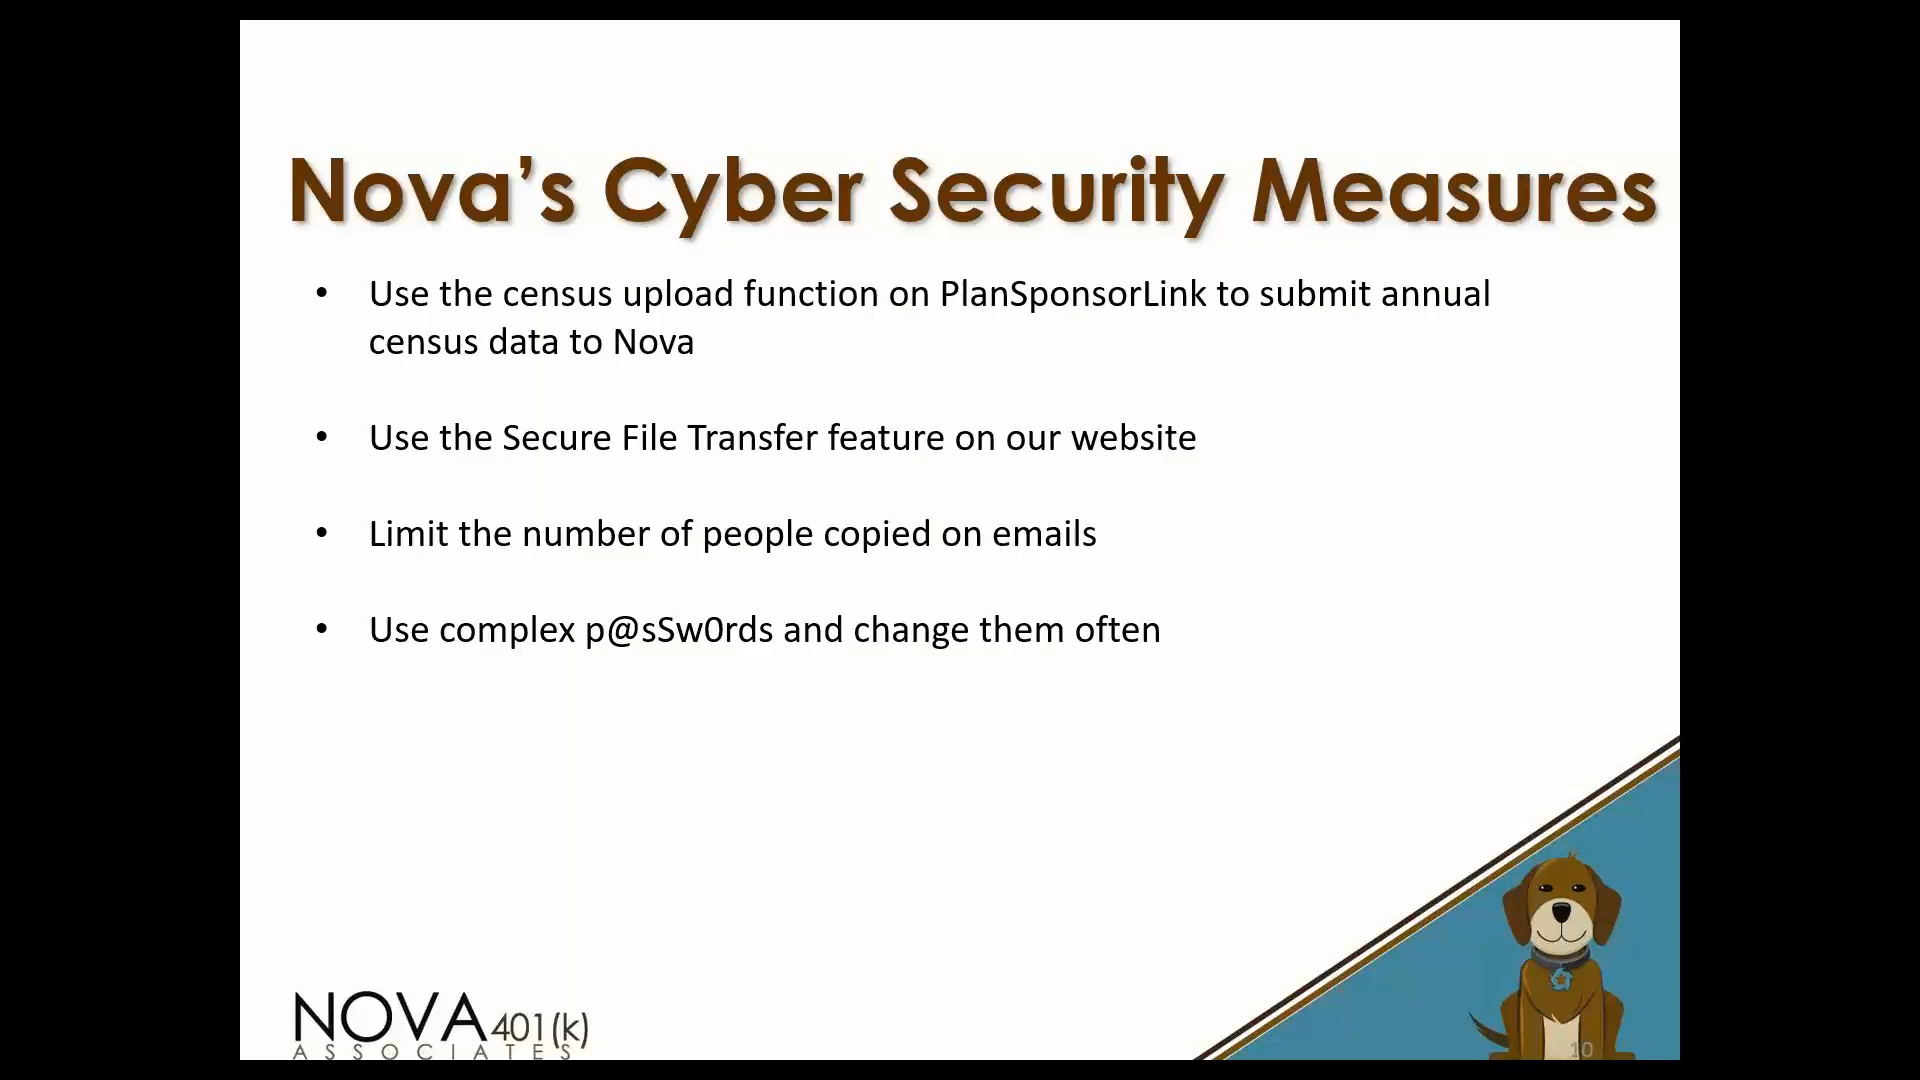 Nova’s Cyber Security Measures
• Use the census upload function on PlanSponsorLink to submit annual
census data to Nova
• Use the Secure File Transfer feature on our website
• Limit the number of people copied on emails
• Use complex p@sSw0rds and change them often
NOVA 401(k)
ASSOCIATES
10